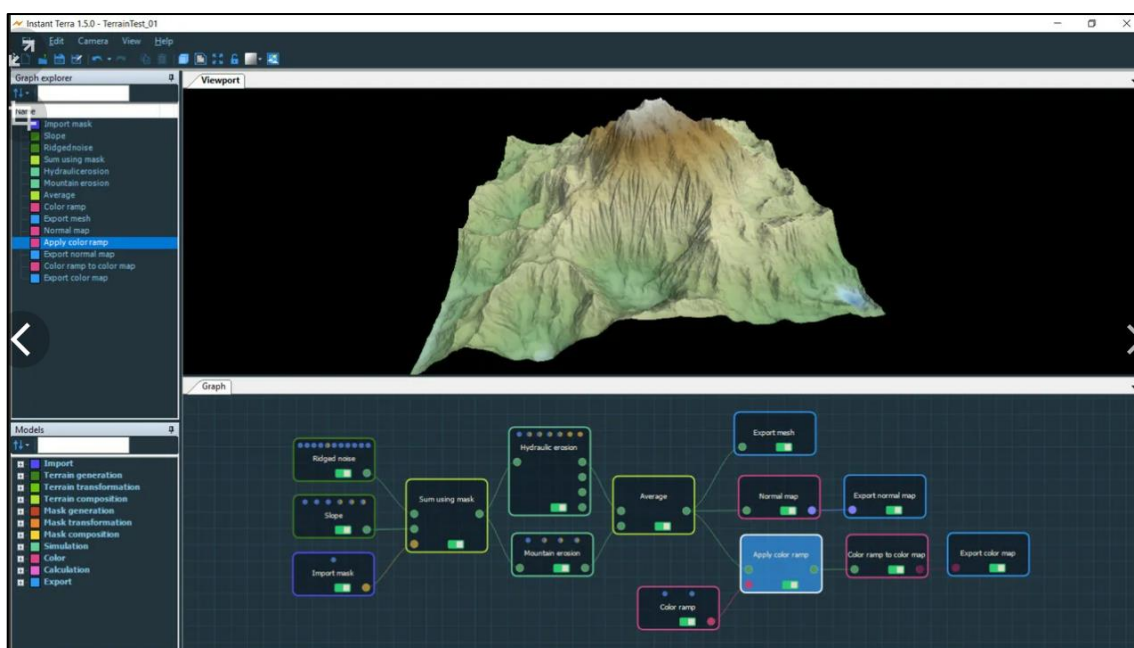 Instant Terra 1.5.0 - TerrainTest_01
Edit Camera View Help
Graph explorer
Viewport
Name
Import mask
Slope
Ridgednoise
Sum using mask
Hydraulicerosion
Mountain erosion
Average
Color ramp
Export mesh
Normal map
Apply color ramp
Export normal map
Color ramp to color map
Export color map
Graph
Models
Import
Terrain generation
Terrain transformation
Terrain composition
Mask generation
Mask transformation
Mask composition
Simulation
Color
Calculation
Export
Ridged noise
Slope
Import mask
Sum using mask
Hydraulic erosion
Mountain erosion
Average
Export mesh
Normal map
Export normal map
Apply color ramp
Color ramp to color map
Export color map
Color ramp